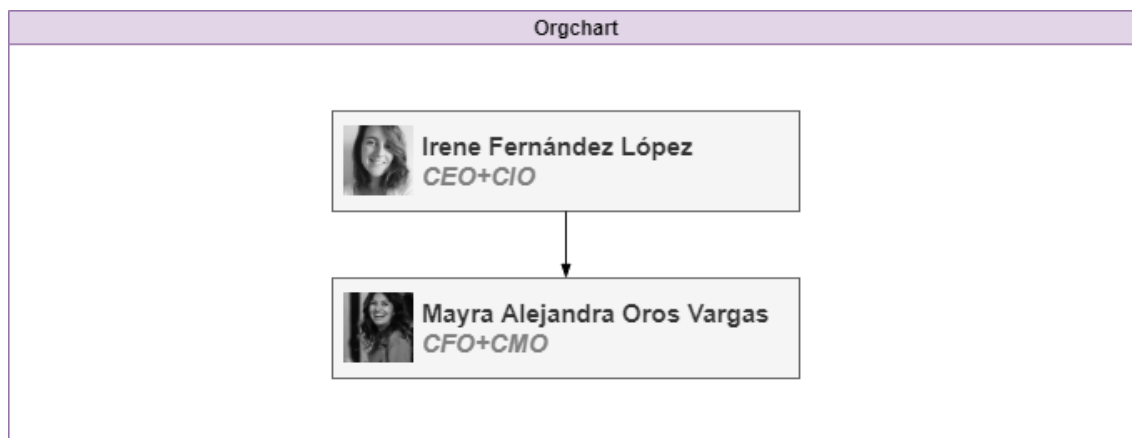 Orgchart
Irene Fernández López
CEO+CIO
Mayra Alejandra Oros Vargas
CFO+CMO